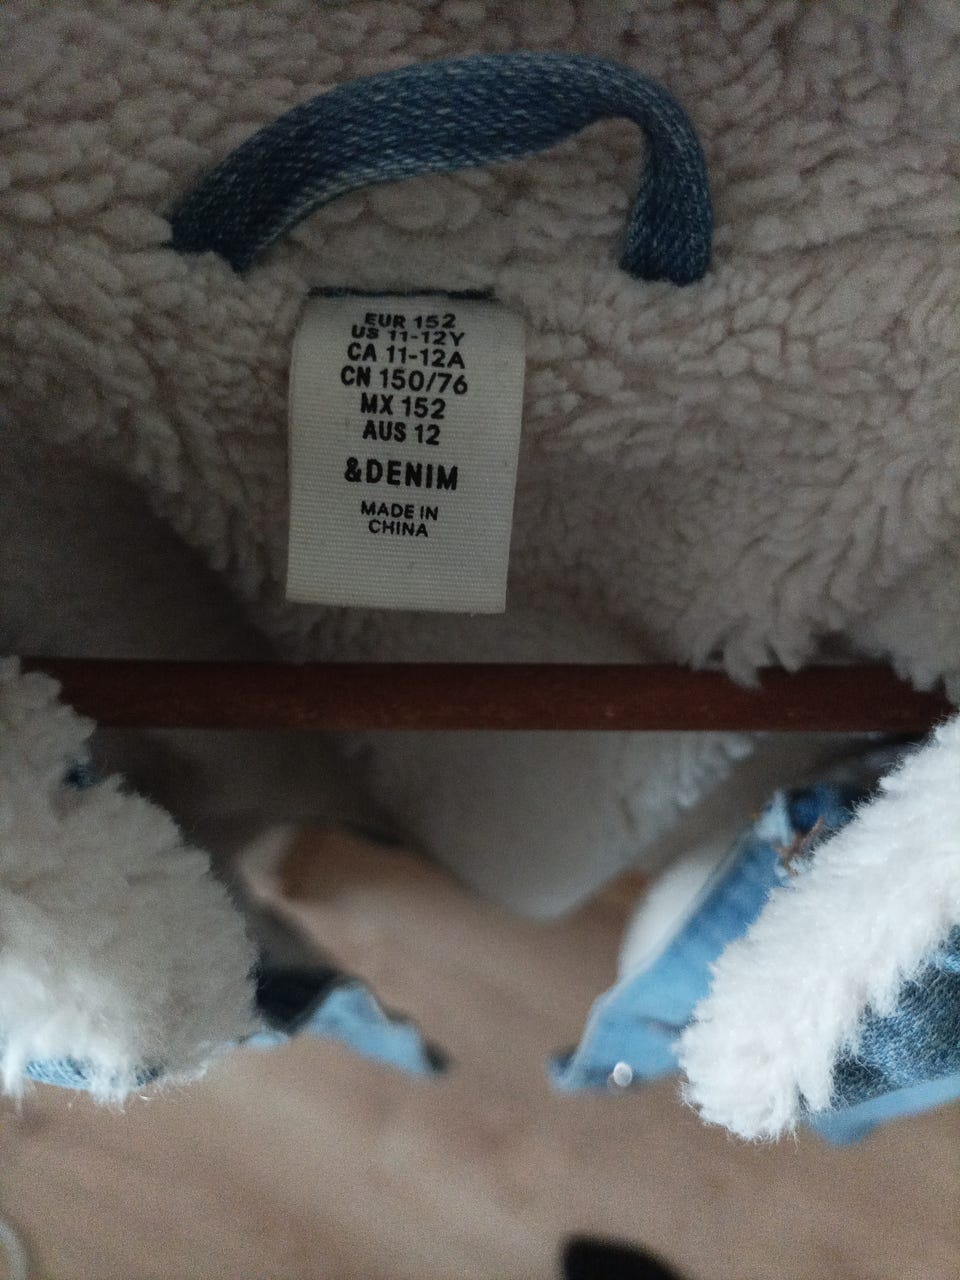 EUR 152
US 11-12Y
CA 11-12A
CN 150/76
MX 152
AUS 12
&DENIM
MADE IN
CHINA